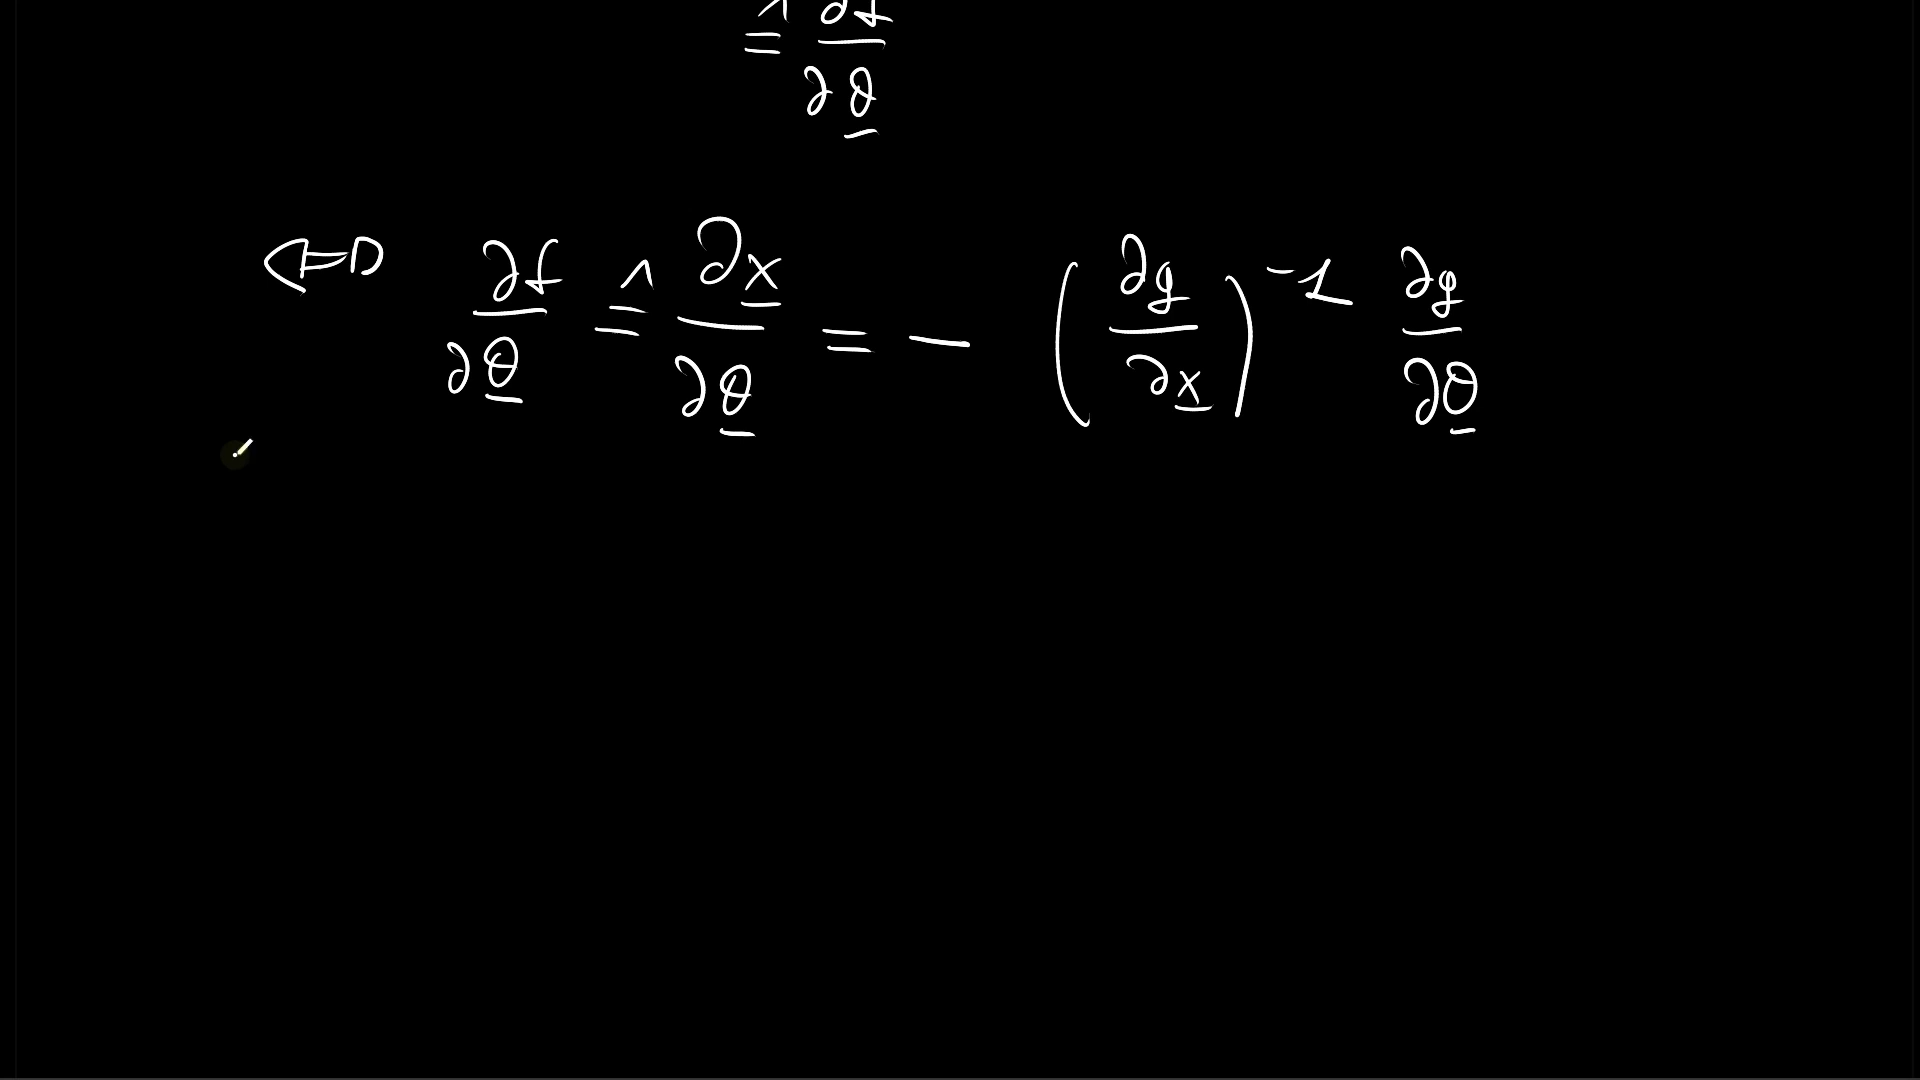 ≙ ∂f/∂θ̲
⇔ ∂f/∂θ̲ ≙ ∂x̲/∂θ̲ = − (∂g/∂x̲)^{-1} ∂g/∂θ̲